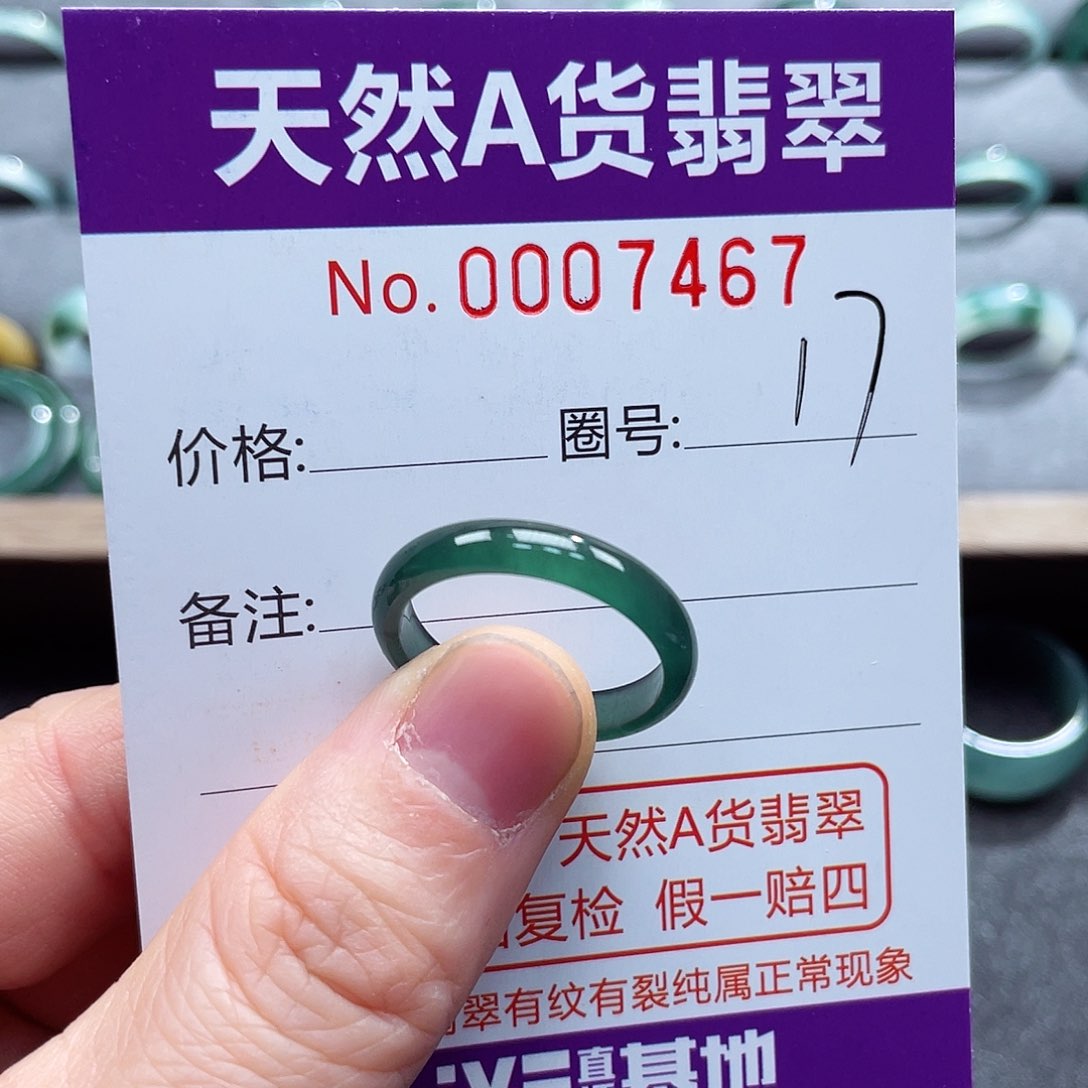 天然A货翡翠
No. 0007467
价格: 圈号: 17
备注:
天然A货翡翠
复检 假一赔四
翠有纹有裂纯属正常现象
基地